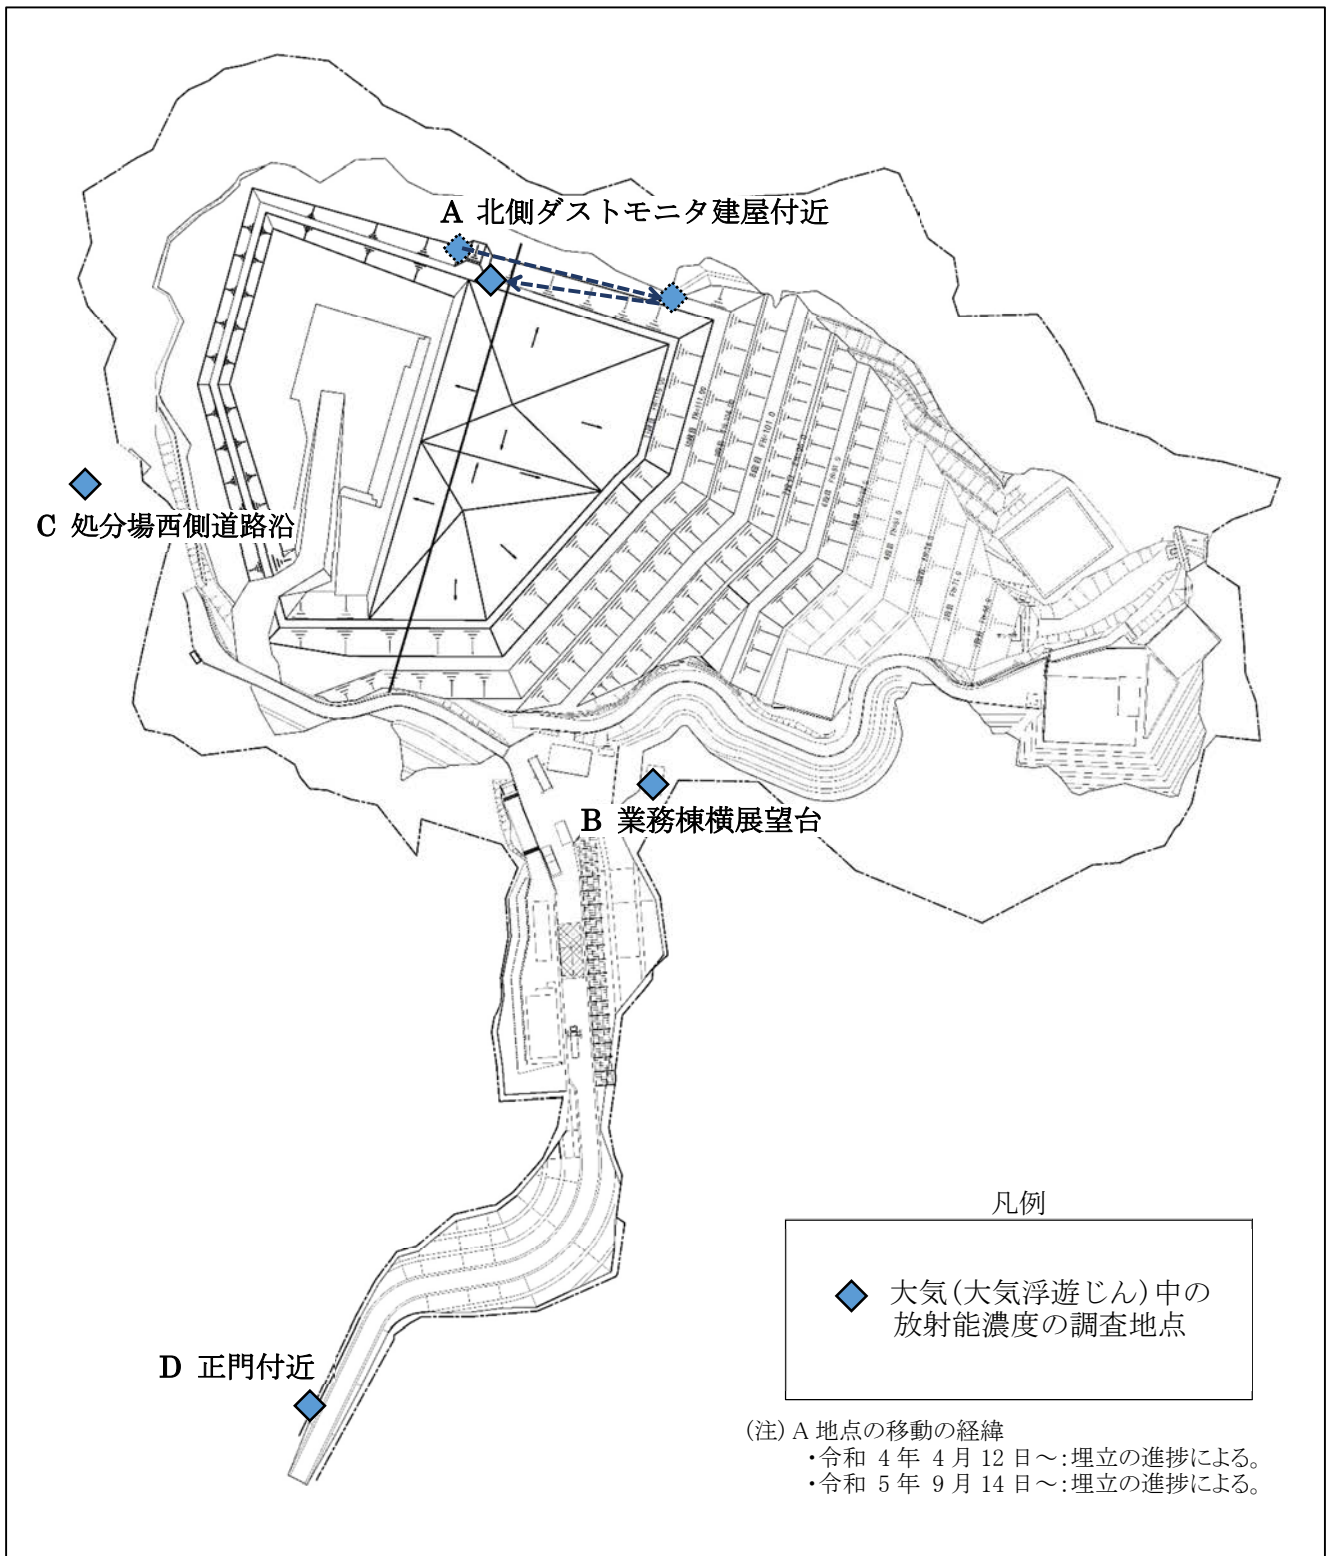 A 北側ダストモニタ建屋付近
C 処分場西側道路沿
B 業務棟横展望台
D 正門付近
凡例
大気(大気浮遊じん)中の
放射能濃度の調査地点
(注) A 地点の移動の経緯
・令和 4 年 4 月 12 日～:埋立の進捗による。
・令和 5 年 9 月 14 日～:埋立の進捗による。